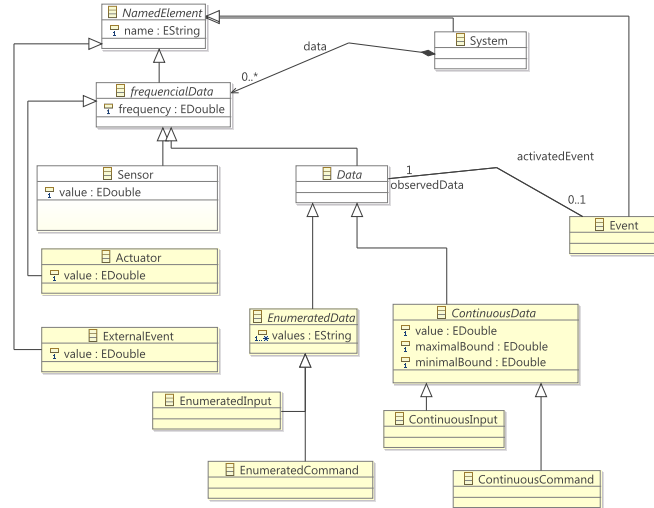 NamedElement
name : EString
System
data
0..*
frequencialData
frequency : EDouble
Sensor
value : EDouble
Data
1
observedData
activatedEvent
0..1
Event
Actuator
value : EDouble
ExternalEvent
value : EDouble
EnumeratedData
1..* values : EString
ContinuousData
value : EDouble
maximalBound : EDouble
minimalBound : EDouble
EnumeratedInput
ContinuousInput
EnumeratedCommand
ContinuousCommand